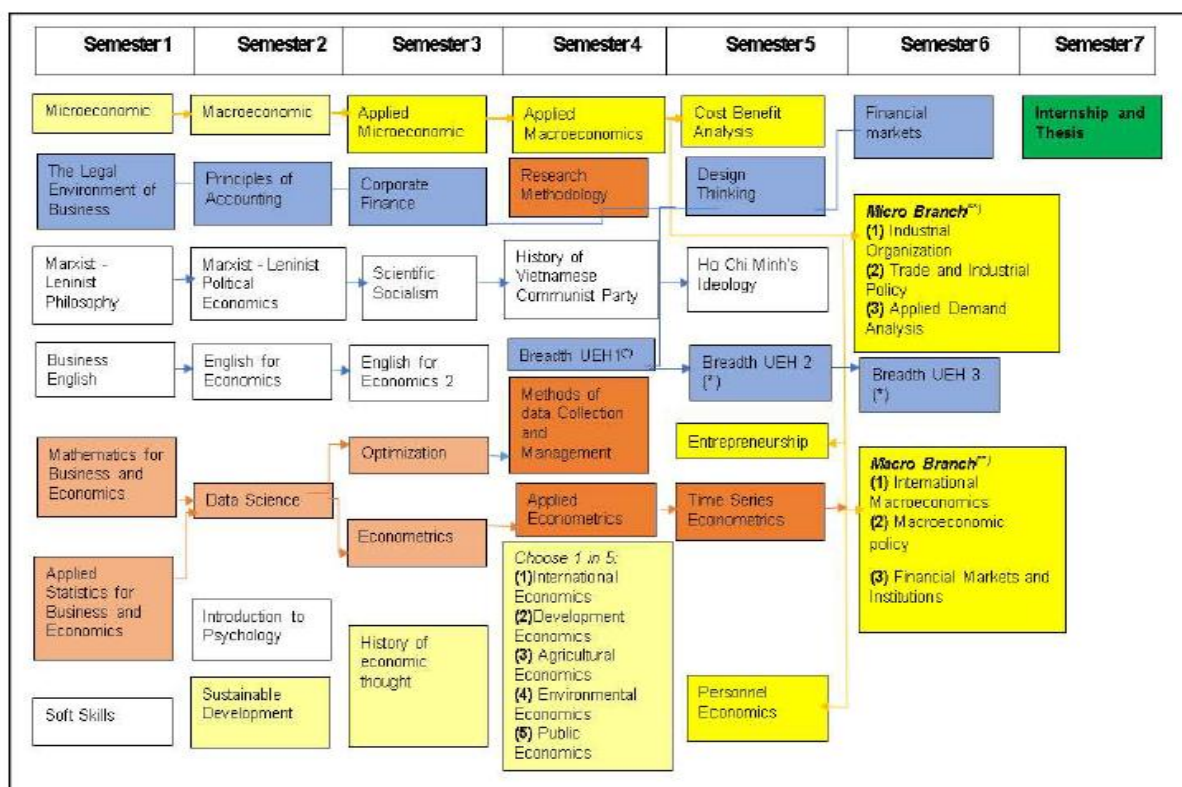 Semester 1
Semester 2
Semester 3
Semester 4
Semester 5
Semester 6
Semester 7
Microeconomic
Macroeconomic
Applied
Microeconomic
Applied
Macroeconomics
Cost Benefit
Analysis
Financial
markets
Internship and
Thesis
The Legal
Environment of
Business
Principles of
Accounting
Corporate
Finance
Research
Methodology
Design
Thinking
Micro Branch
(1) Industrial
Organization
(2) Trade and Industrial
Policy
(3) Applied Demand
Analysis
Marxist -
Leninist
Philosophy
Marxist - Leninist
Political
Economics
Scientific
Socialism
History of
Vietnamese
Communist Party
Ho Chi Minh's
Ideology
Business
English
English for
Economics
English for
Economics 2
Breadth UEH 1(*)
Breadth UEH 2
(*)
Breadth UEH 3
(*)
Mathematics for
Business and
Economics
Data Science
Optimization
Methods of
data Collection
and
Management
Entrepreneurship
Macro Branch
(1) International
Macroeconomics
(2) Macroeconomic
policy
(3) Financial Markets and
Institutions
Econometrics
Applied
Econometrics
Time Series
Econometrics
Applied
Statistics for
Business and
Economics
Introduction to
Psychology
History of
economic
thought
Choose 1 in 5:
(1)International
Economics
(2)Development
Economics
(3) Agricultural
Economics
(4) Environmental
Economics
(5) Public
Economics
Personnel
Economics
Soft Skills
Sustainable
Development